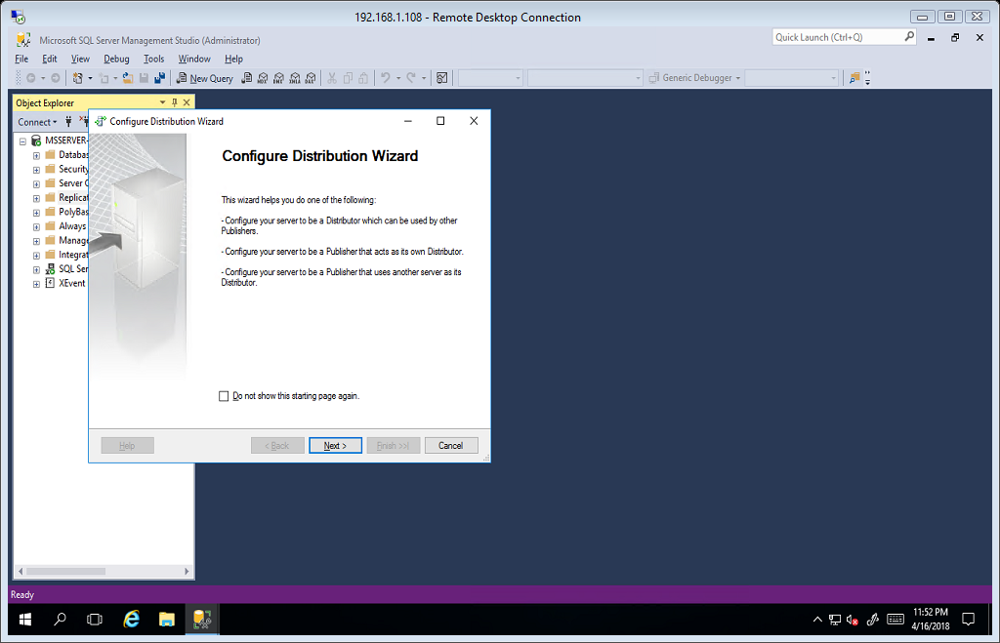 192.168.1.108 - Remote Desktop Connection
Microsoft SQL Server Management Studio (Administrator)
Quick Launch (Ctrl+Q)
File Edit View Debug Tools Window Help
New Query
MDX DMX XMLA DAX
Generic Debugger
Object Explorer
Connect
Configure Distribution Wizard
MSSERVER-
Databas
Security
Server O
Replicat
PolyBas
Always
Manage
Integrat
SQL Ser
XEvent
Configure Distribution Wizard
This wizard helps you do one of the following:
- Configure your server to be a Distributor which can be used by other
Publishers.
- Configure your server to be a Publisher that acts as its own Distributor.
- Configure your server to be a Publisher that uses another server as its
Distributor.
Do not show this starting page again.
Help < Back Next > Finish >>| Cancel
Ready
11:52 PM
4/16/2018